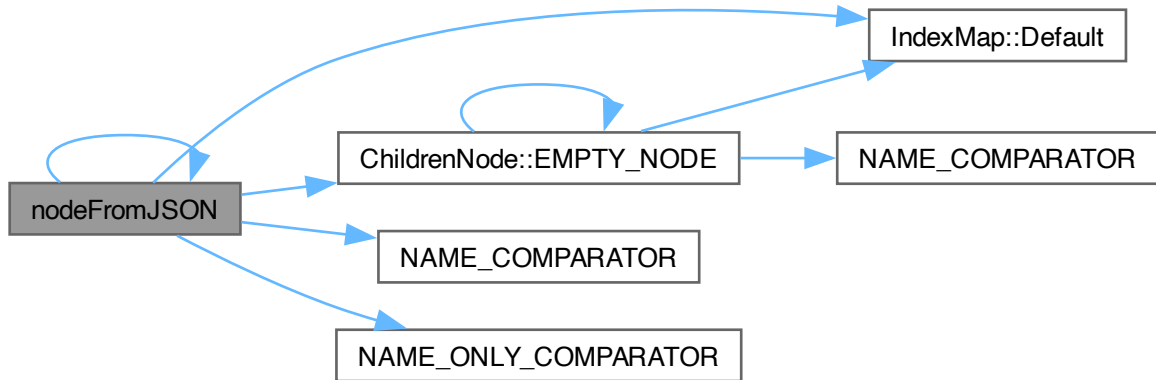 IndexMap::Default
ChildrenNode::EMPTY_NODE
NAME_COMPARATOR
nodeFromJSON
NAME_COMPARATOR
NAME_ONLY_COMPARATOR